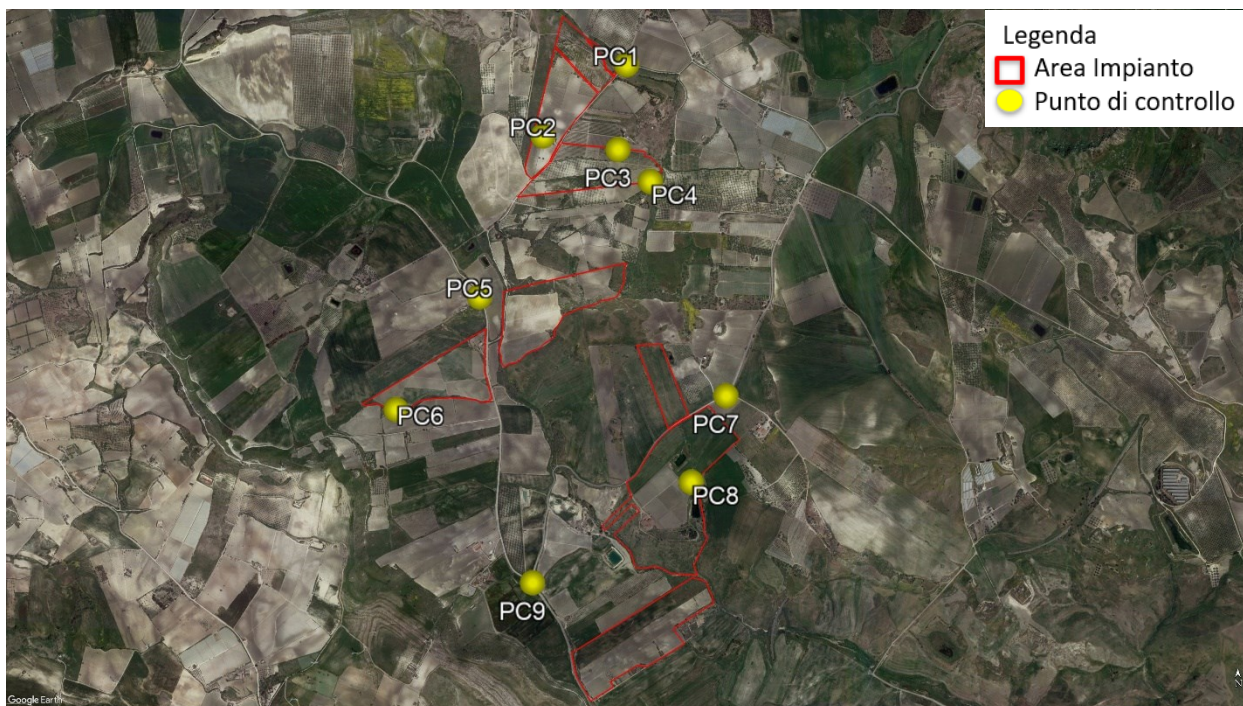 Legenda
Area Impianto
Punto di controllo
PC1
PC2
PC3
PC4
PC5
PC6
PC7
PC8
PC9
Google Earth
N